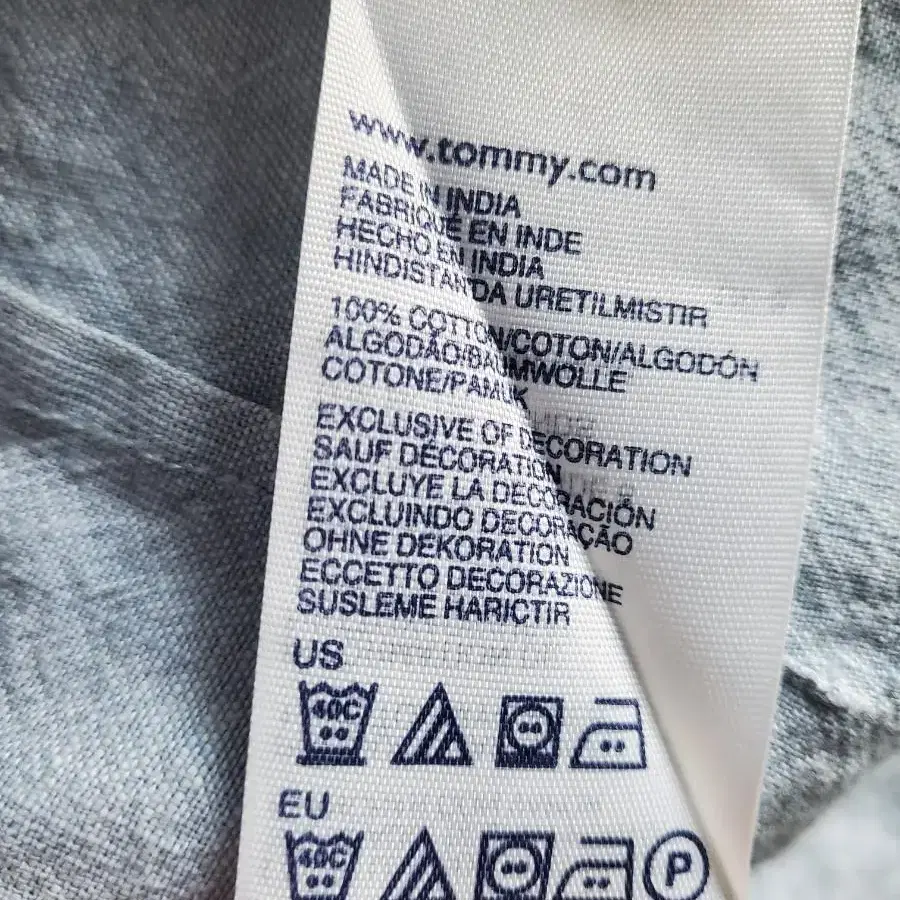 www.tommy.com
MADE IN INDIA
FABRIQUÉ EN INDE
HECHO EN INDIA
HINDISTAN'DA URETILMISTIR
100% COTTON/COTON/ALGODÓN
ALGODÃO/BAUMWOLLE
COTONE/PAMUK
EXCLUSIVE OF DECORATION
SAUF DÉCORATION
EXCLUYE LA DECORACIÓN
EXCLUINDO DECORAÇÃO
OHNE DEKORATION
ECCETTO DECORAZIONE
SUSLEME HARICTIR
US
40C
EU
40C P